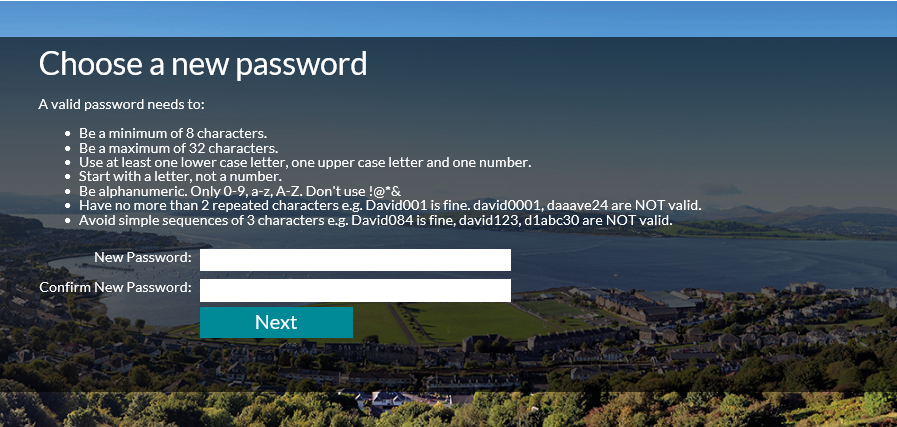 Choose a new password
A valid password needs to:
Be a minimum of 8 characters.
Be a maximum of 32 characters.
Use at least one lower case letter, one upper case letter and one number.
Start with a letter, not a number.
Be alphanumeric. Only 0-9, a-z, A-Z. Don't use !@*&
Have no more than 2 repeated characters e.g. David001 is fine. david0001, daaave24 are NOT valid.
Avoid simple sequences of 3 characters e.g. David084 is fine, david123, d1abc30 are NOT valid.
New Password:
Confirm New Password:
Next